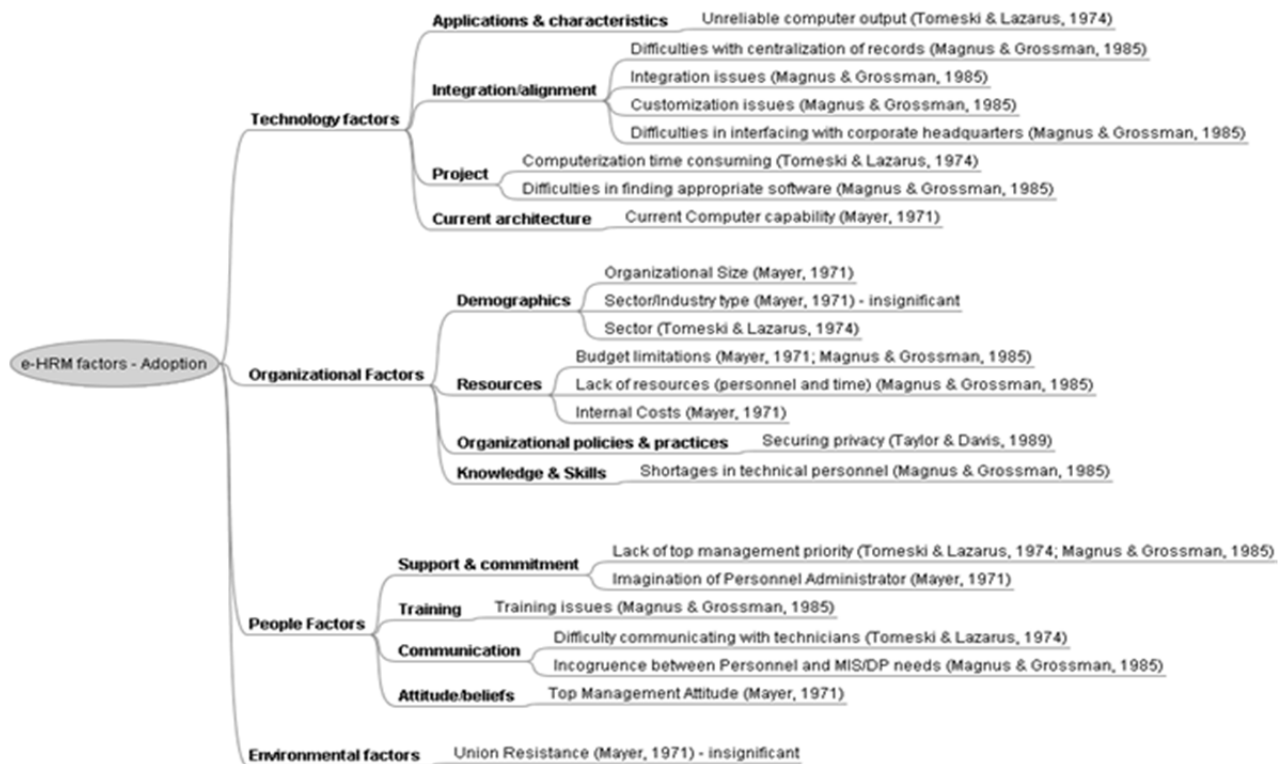 Applications & characteristics
Unreliable computer output (Tomeski & Lazarus, 1974)
Difficulties with centralization of records (Magnus & Grossman, 1985)
Integration issues (Magnus & Grossman, 1985)
Integration/alignment
Customization issues (Magnus & Grossman, 1985)
Technology factors
Difficulties in interfacing with corporate headquarters (Magnus & Grossman, 1985)
Computerization time consuming (Tomeski & Lazarus, 1974)
Project
Difficulties in finding appropriate software (Magnus & Grossman, 1985)
Current architecture
Current Computer capability (Mayer, 1971)
Organizational Size (Mayer, 1971)
Demographics
Sector/Industry type (Mayer, 1971) - insignificant
Sector (Tomeski & Lazarus, 1974)
e-HRM factors - Adoption
Budget limitations (Mayer, 1971; Magnus & Grossman, 1985)
Organizational Factors
Resources
Lack of resources (personnel and time) (Magnus & Grossman, 1985)
Internal Costs (Mayer, 1971)
Organizational policies & practices
Securing privacy (Taylor & Davis, 1989)
Knowledge & Skills
Shortages in technical personnel (Magnus & Grossman, 1985)
Lack of top management priority (Tomeski & Lazarus, 1974; Magnus & Grossman, 1985)
Support & commitment
Imagination of Personnel Administrator (Mayer, 1971)
Training
Training issues (Magnus & Grossman, 1985)
People Factors
Difficulty communicating with technicians (Tomeski & Lazarus, 1974)
Communication
Incogruence between Personnel and MIS/DP needs (Magnus & Grossman, 1985)
Attitude/beliefs
Top Management Attitude (Mayer, 1971)
Environmental factors
Union Resistance (Mayer, 1971) - insignificant